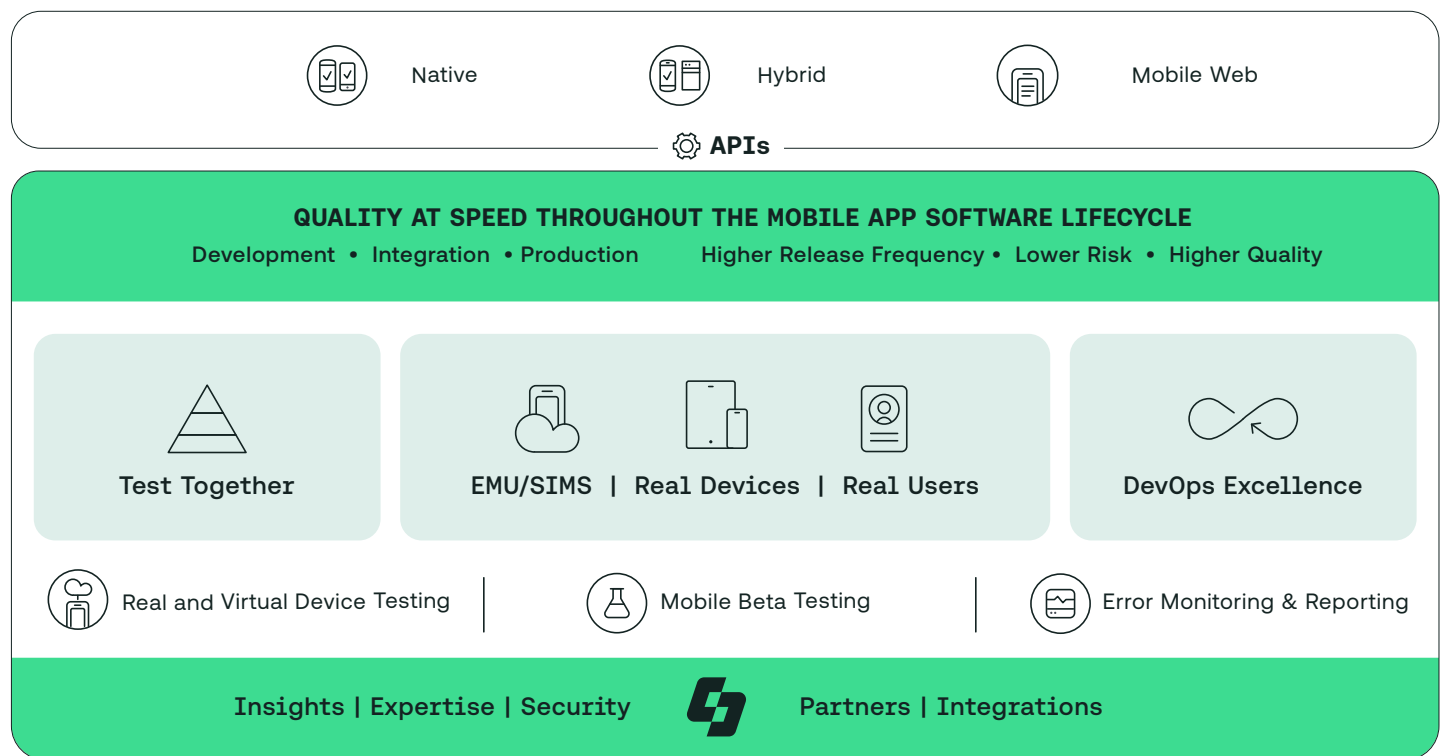 Native Hybrid Mobile Web
APIs
QUALITY AT SPEED THROUGHOUT THE MOBILE APP SOFTWARE LIFECYCLE
Development • Integration • Production Higher Release Frequency • Lower Risk • Higher Quality
Test Together
EMU/SIMS | Real Devices | Real Users
DevOps Excellence
Real and Virtual Device Testing
Mobile Beta Testing
Error Monitoring & Reporting
Insights | Expertise | Security Partners | Integrations